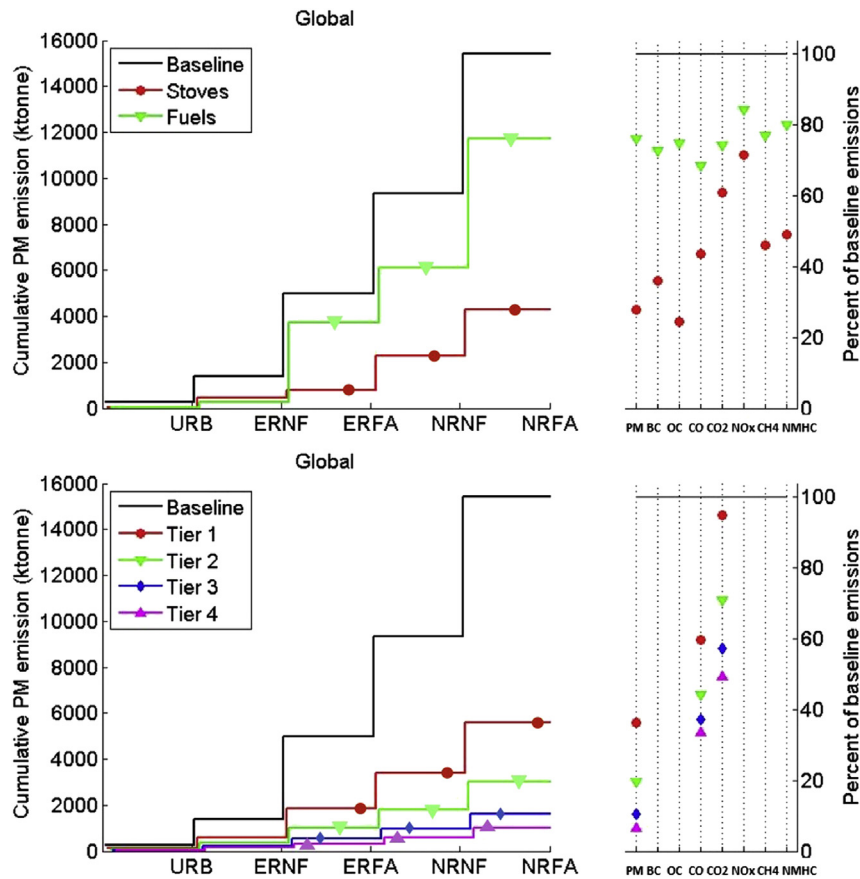 Global
Cumulative PM emission (ktonne)
16000
14000
12000
10000
8000
6000
4000
2000
0
Baseline
Stoves
Fuels
URB ERNF ERFA NRNF NRFA
100
80
60
40
20
0
Percent of baseline emissions
PM BC OC CO CO2 NOx CH4 NMHC
Global
Cumulative PM emission (ktonne)
16000
14000
12000
10000
8000
6000
4000
2000
0
Baseline
Tier 1
Tier 2
Tier 3
Tier 4
URB ERNF ERFA NRNF NRFA
100
80
60
40
20
0
Percent of baseline emissions
PM BC OC CO CO2 NOx CH4 NMHC